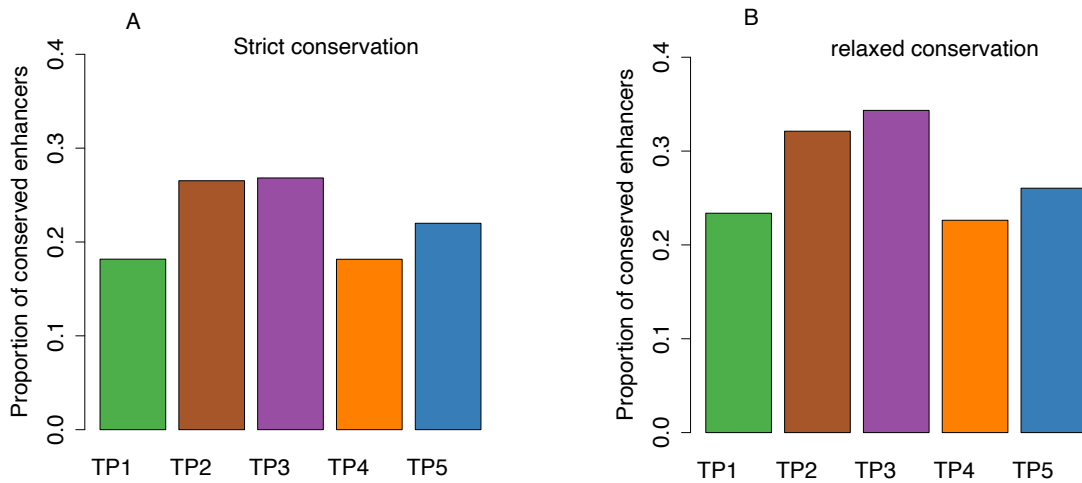 A
Strict conservation
Proportion of conserved enhancers
0.4
0.3
0.2
0.1
0.0
TP1 TP2 TP3 TP4 TP5
B
relaxed conservation
Proportion of conserved enhancers
0.4
0.3
0.2
0.1
0.0
TP1 TP2 TP3 TP4 TP5